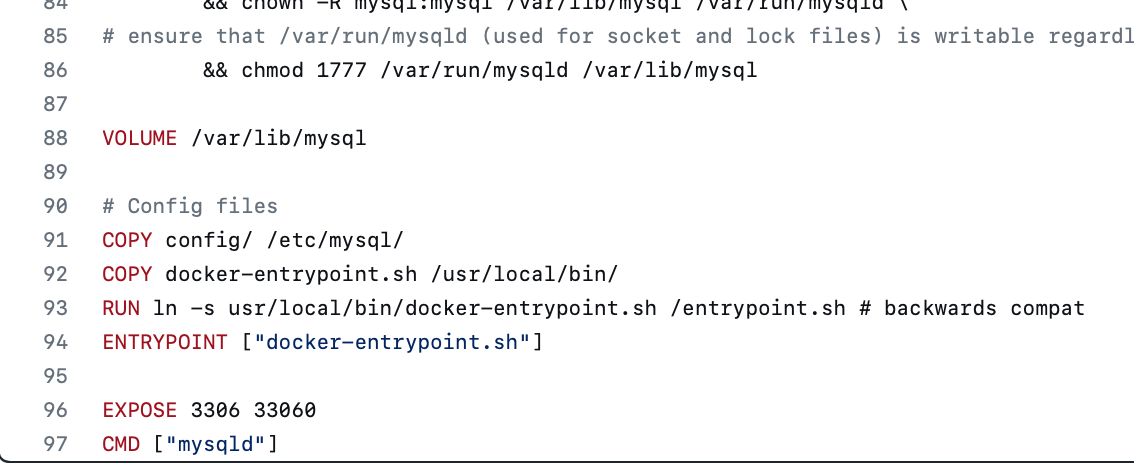 84 && chown -R mysql:mysql /var/lib/mysql /var/run/mysqld \
85 # ensure that /var/run/mysqld (used for socket and lock files) is writable
86 && chmod 1777 /var/run/mysqld /var/lib/mysql
87
88 VOLUME /var/lib/mysql
89
90 # Config files
91 COPY config/ /etc/mysql/
92 COPY docker-entrypoint.sh /usr/local/bin/
93 RUN ln -s usr/local/bin/docker-entrypoint.sh /entrypoint.sh # backwards compat
94 ENTRYPOINT ["docker-entrypoint.sh"]
95
96 EXPOSE 3306 33060
97 CMD ["mysqld"]